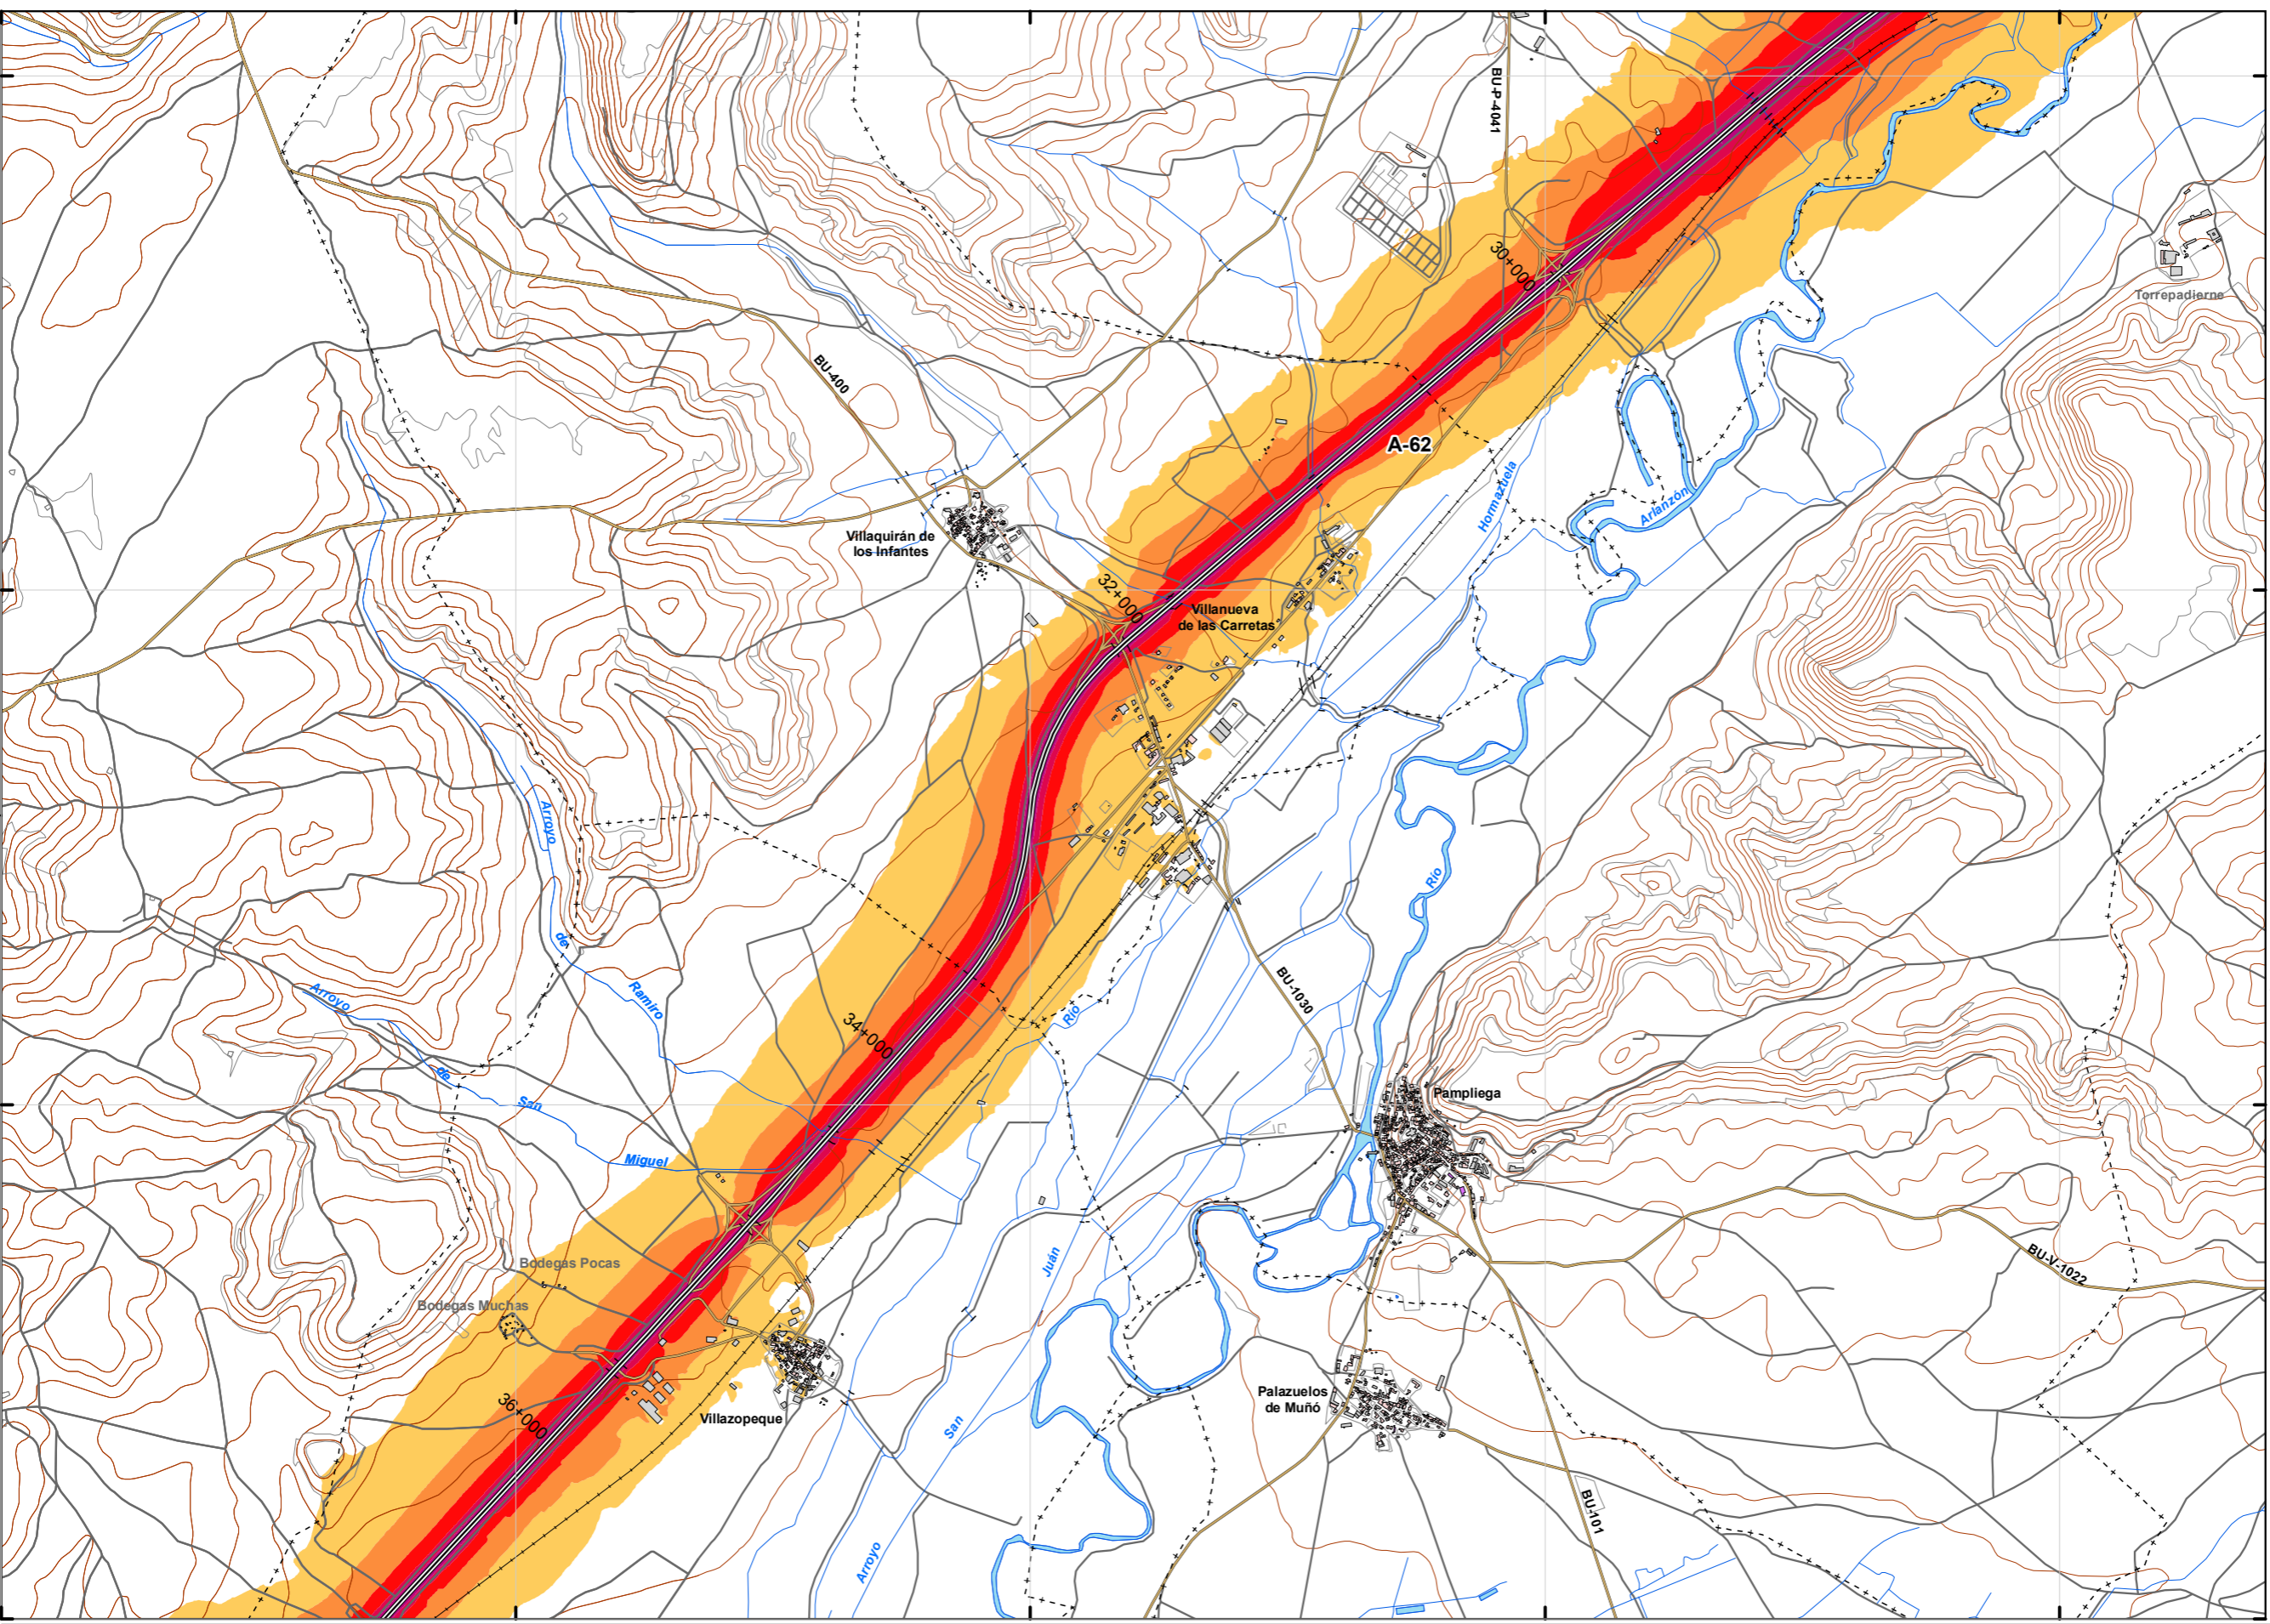 BU-P-4041
30+000
Torrepadierne
BU-400
A-62
Hormazuela
Arlanzón
Villaquirán de
los Infantes
32+000
Villanueva
de las Carretas
Arroyo
de
Ramiro
Río
Arroyo
de
San
Miguel
34+000
Río
BU-1030
Pampliega
Bodegas Pocas
Bodegas Muchas
Juán
BU-V-1022
36+000
Villazopeque
San
Palazuelos
de Muñó
Arroyo
BU-101